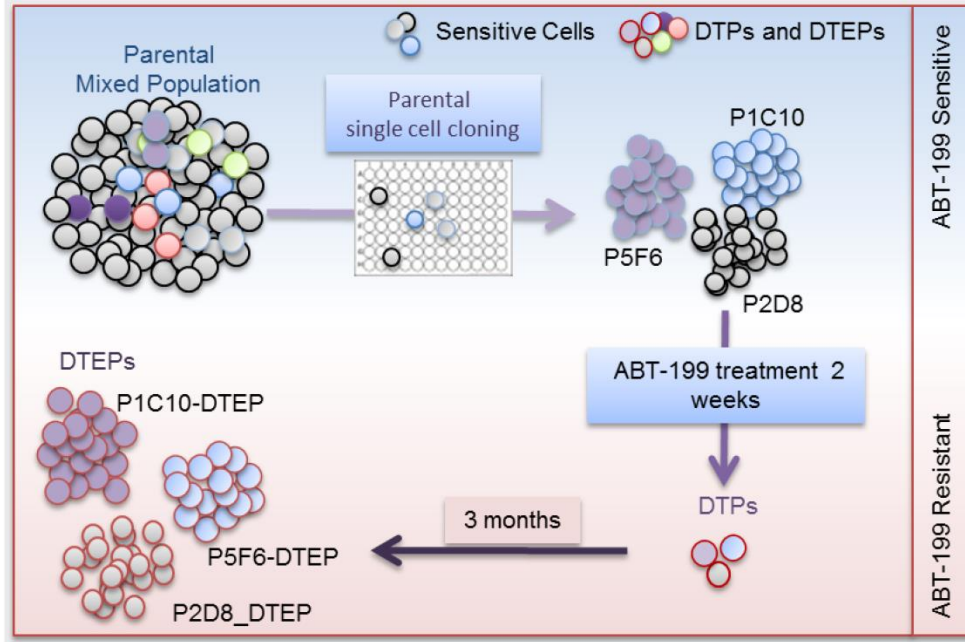 Sensitive Cells
DTPs and DTEPs
Parental
Mixed Population
Parental
single cell cloning
P1C10
P5F6
P2D8
ABT-199 Sensitive
ABT-199 treatment 2
weeks
DTPs
3 months
DTEPs
P1C10-DTEP
P5F6-DTEP
P2D8_DTEP
ABT-199 Resistant